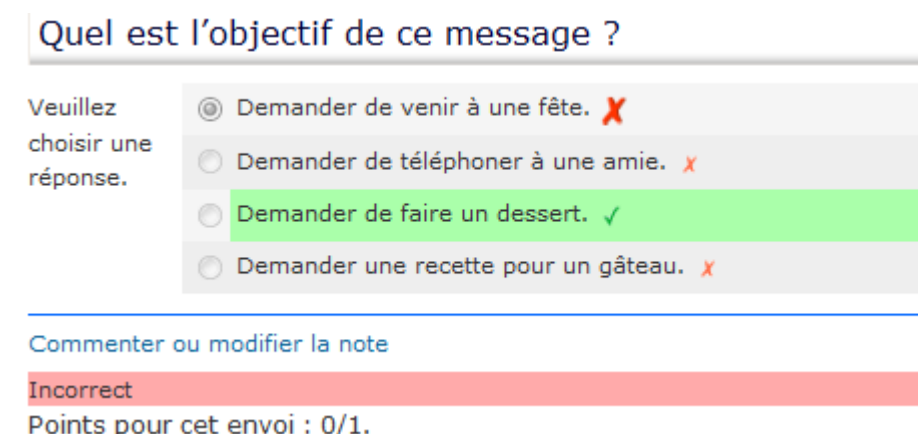 Quel est l’objectif de ce message ?
Veuillez
choisir une
réponse.
Demander de venir à une fête.
Demander de téléphoner à une amie.
Demander de faire un dessert.
Demander une recette pour un gâteau.
Commenter ou modifier la note
Incorrect
Points pour cet envoi : 0/1.